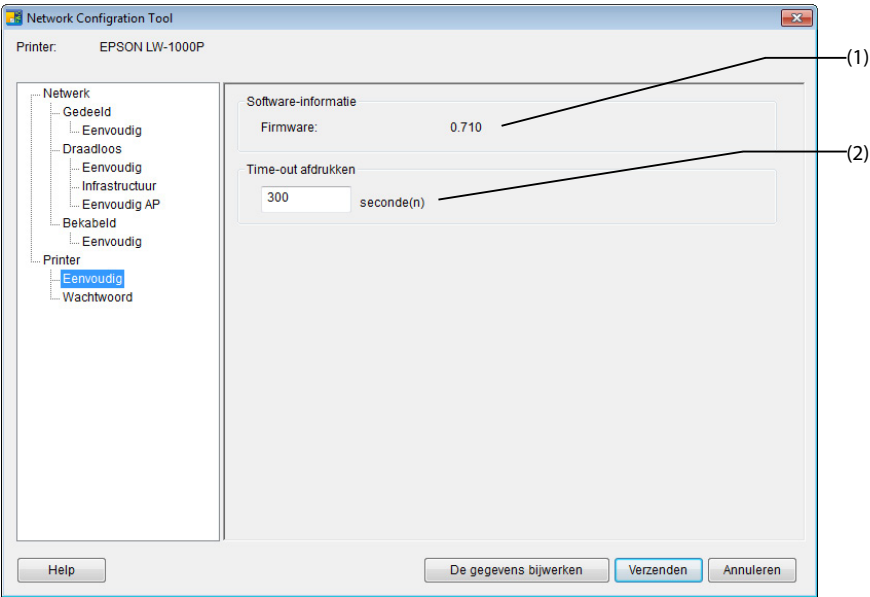 Network Configration Tool
Printer: EPSON LW-1000P
(1)
Netwerk
Gedeeld
Eenvoudig
Draadloos
Eenvoudig
Infrastructuur
Eenvoudig AP
Bekabeld
Eenvoudig
Printer
Eenvoudig
Wachtwoord
Software-informatie
Firmware: 0.710
(2)
Time-out afdrukken
300 seconde(n)
Help
De gegevens bijwerken
Verzenden
Annuleren